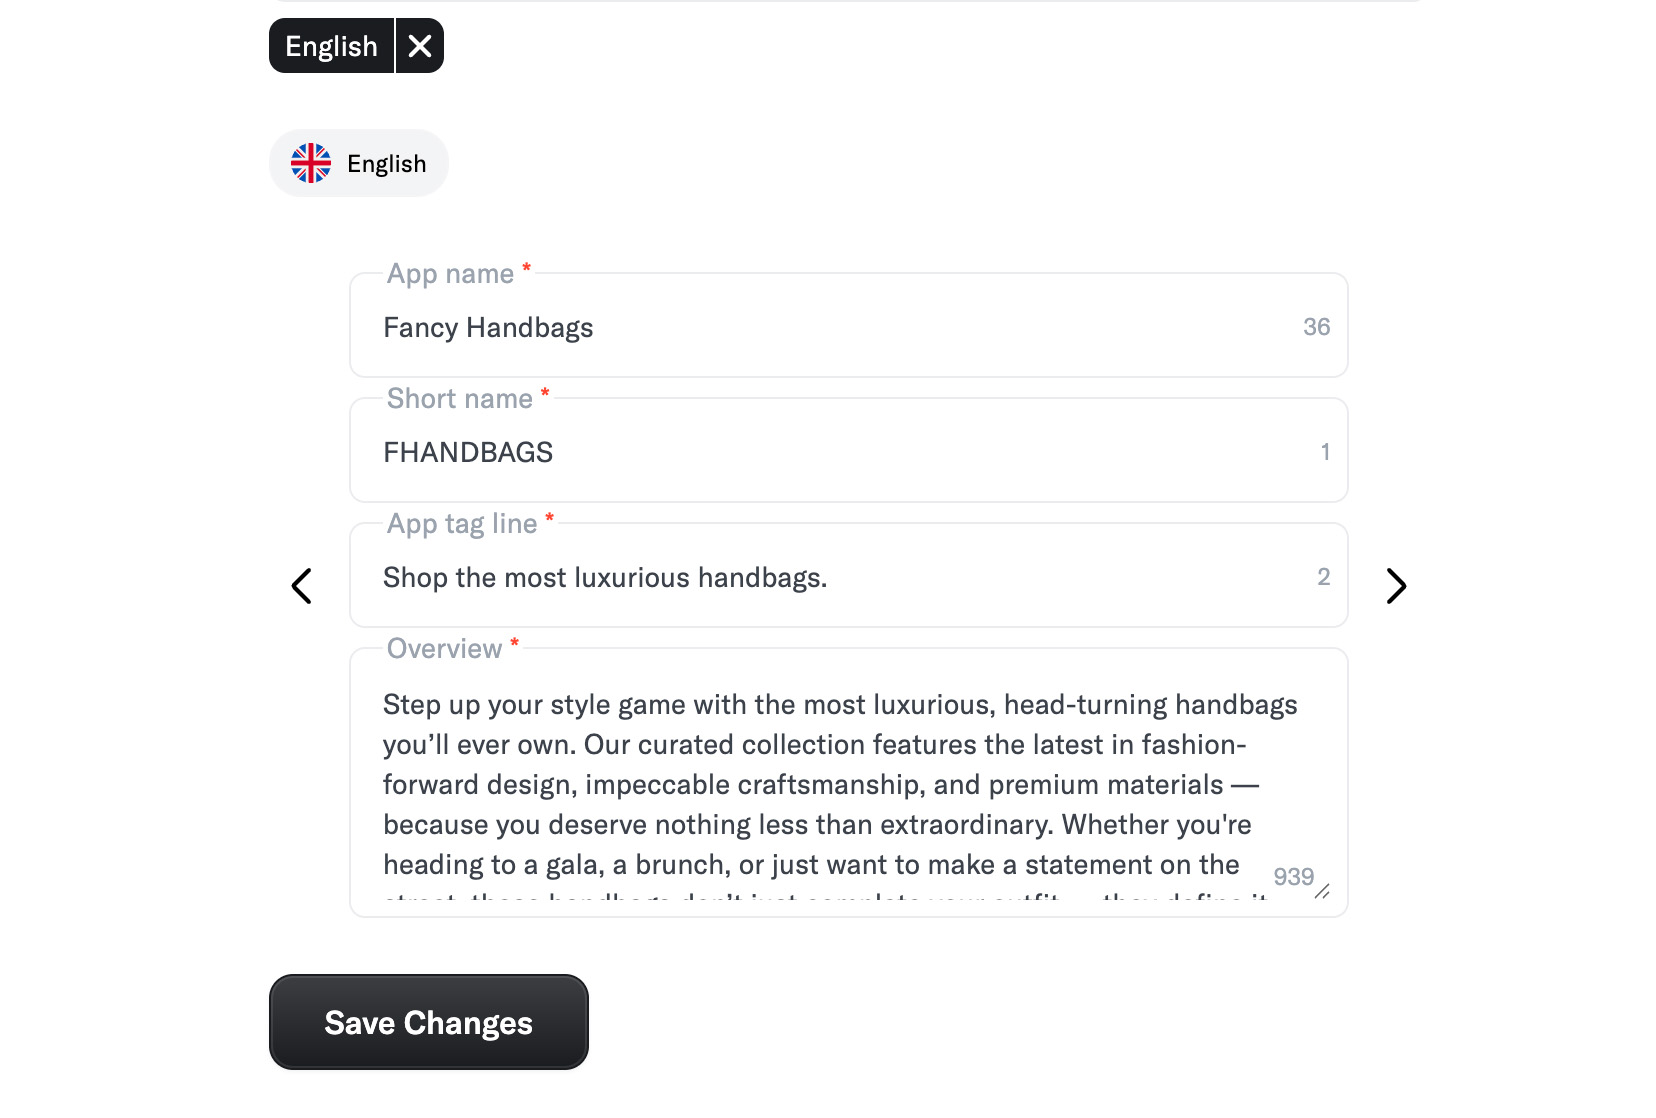 English
English
App name *
Fancy Handbags
36
Short name *
FHANDBAGS
1
App tag line *
Shop the most luxurious handbags.
2
Overview *
Step up your style game with the most luxurious, head-turning handbags
you’ll ever own. Our curated collection features the latest in fashion-
forward design, impeccable craftsmanship, and premium materials —
because you deserve nothing less than extraordinary. Whether you're
heading to a gala, a brunch, or just want to make a statement on the
939
Save Changes